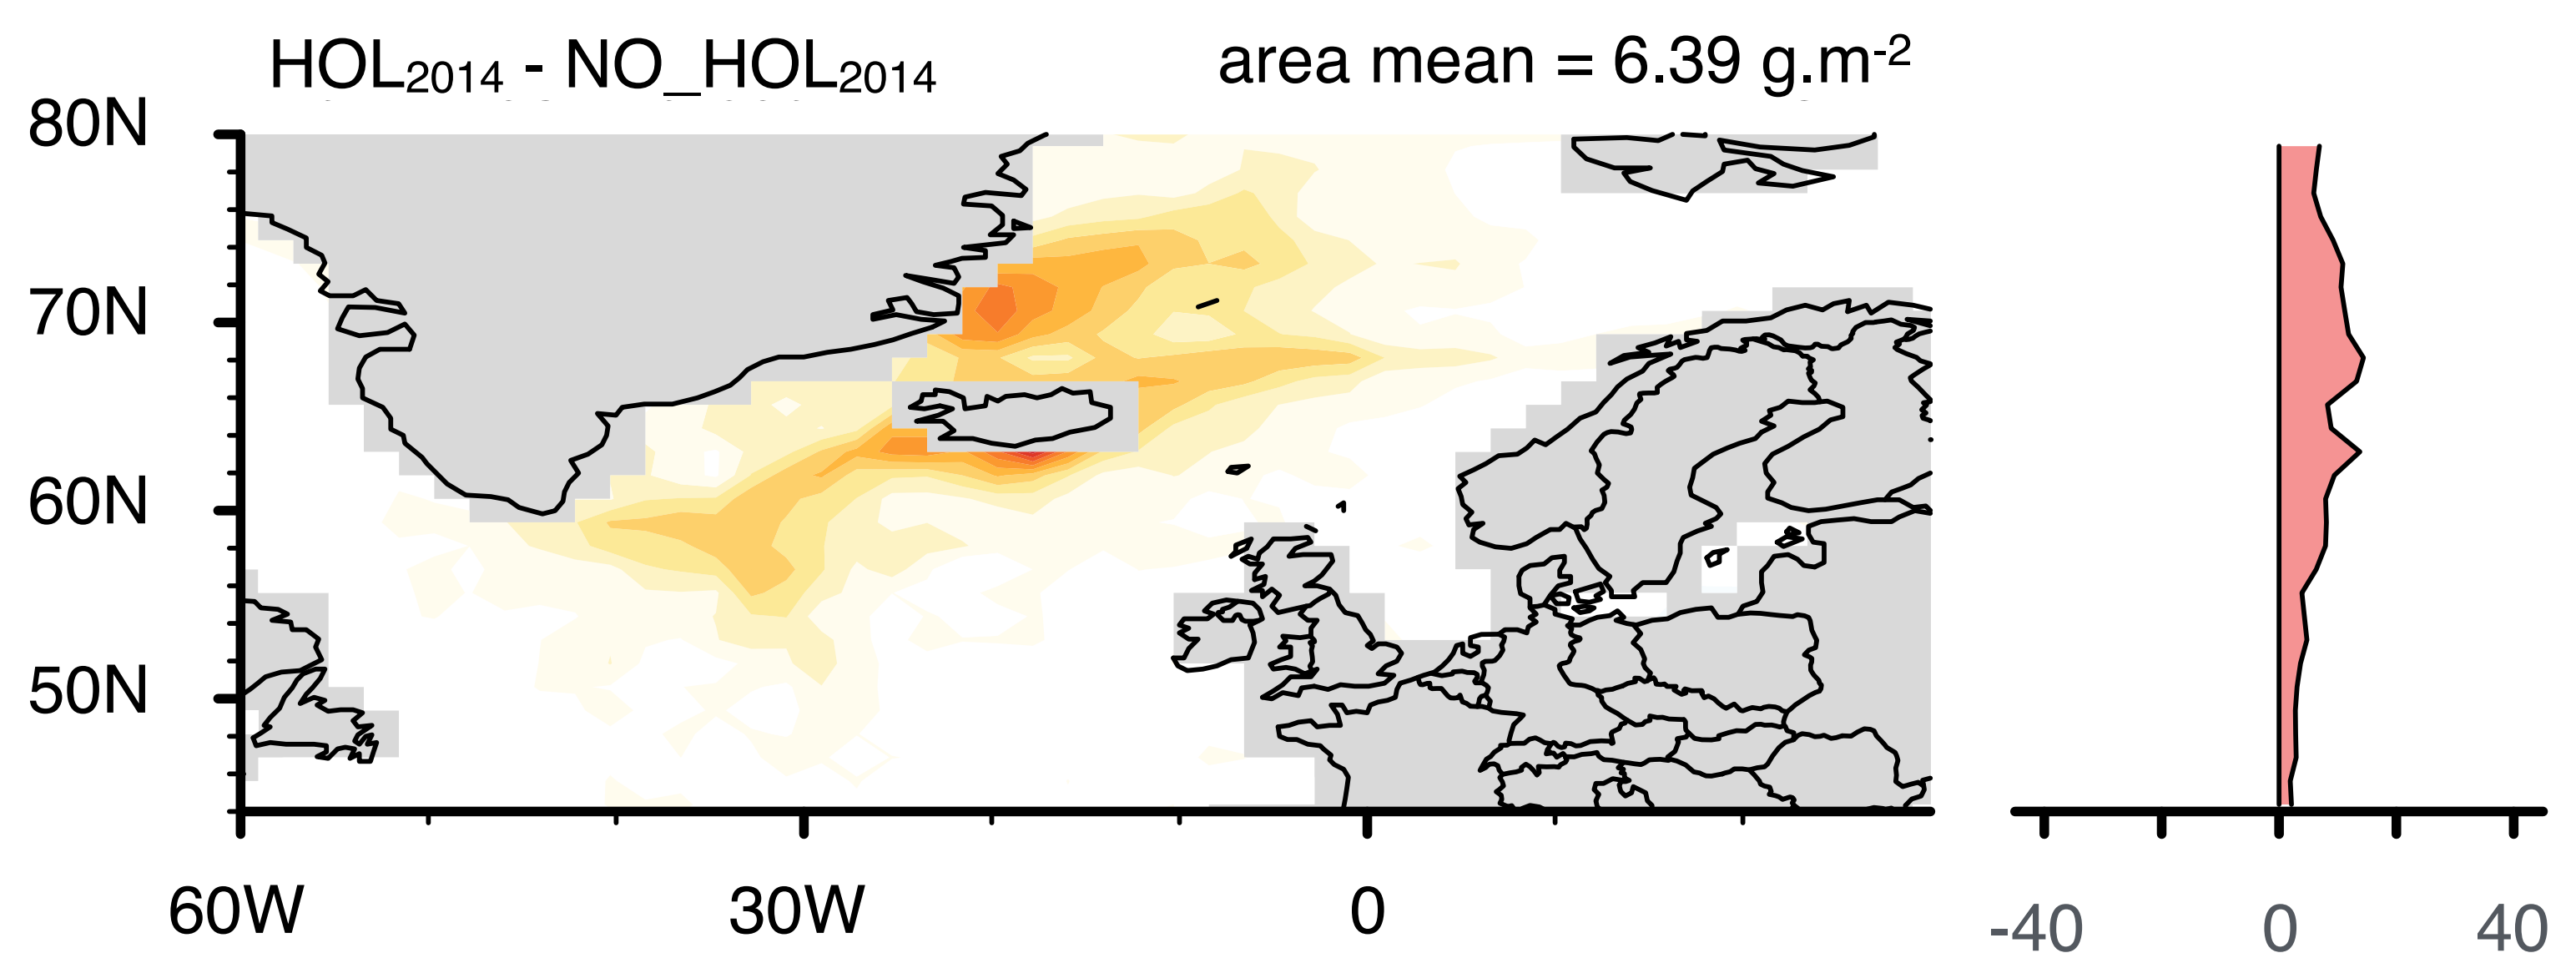 HOL2014 - NO_HOL2014 area mean = 6.39 g.m-2
80N
70N
60N
50N
60W 30W 0 -40 0 40